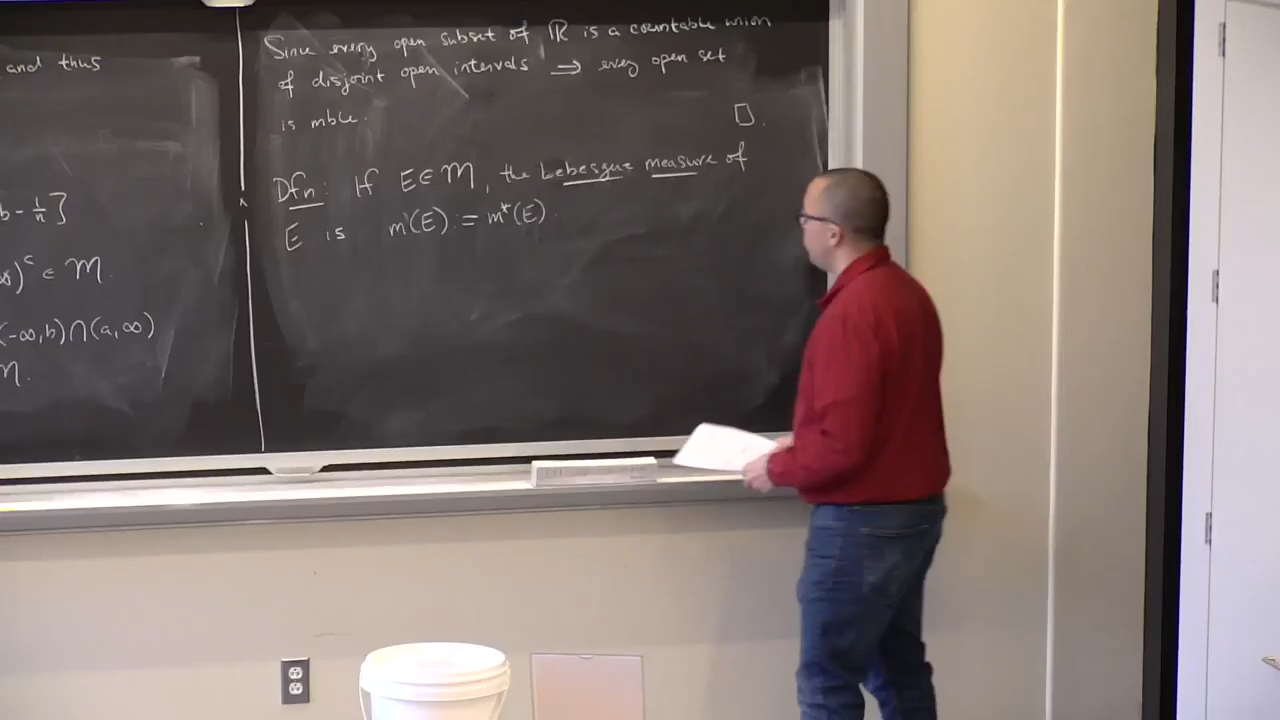 and thus
b - 1/n]
)ᶜ ∈ M.
(-∞, b) ∩ (a, ∞)
M.
Since every open subset of ℝ is a countable union
of disjoint open intervals ⇒ every open set
is mble.
□.
Dfn: If E ∈ M, the Lebesgue measure of
E is m(E) := m*(E).